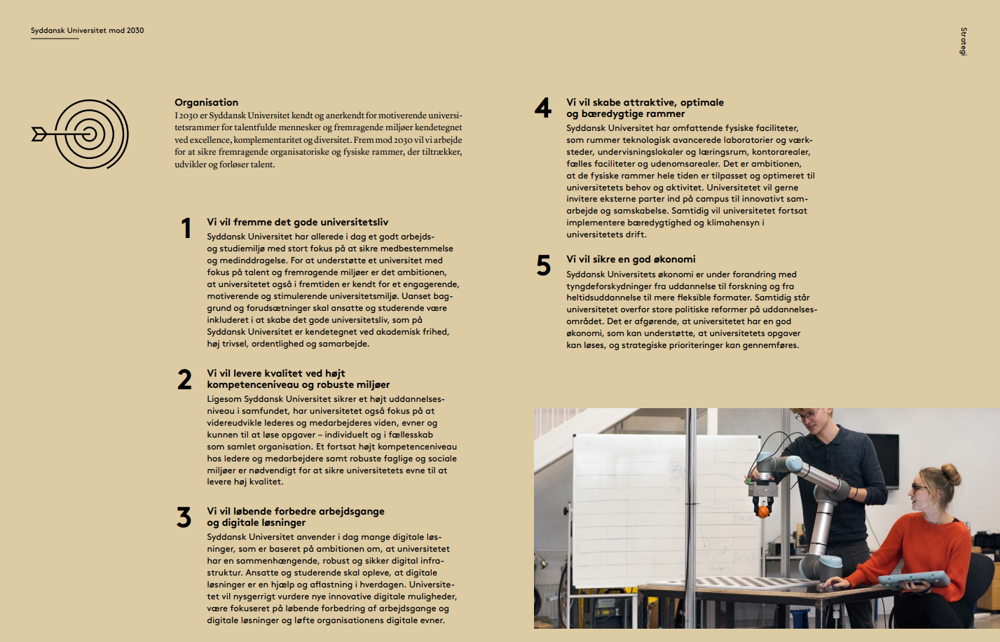 Syddansk Universitet mod 2030
Strategi
Organisation
I 2030 er Syddansk Universitet kendt og anerkendt for motiverende universi-
tetsrammer for talentfulde mennesker og fremragende miljøer kendetegnet
ved excellence, komplementaritet og diversitet. Frem mod 2030 vil vi arbejde
for at sikre fremragende organisatoriske og fysiske rammer, der tiltrækker,
udvikler og forløser talent.
1
Vi vil fremme det gode universitetsliv
Syddansk Universitet har allerede i dag et godt arbejds-
og studiemiljø med stort fokus på at sikre medbestemmelse
og medinddragelse. For at understøtte et universitet med
fokus på talent og fremragende miljøer er det ambitionen,
at universitetet også i fremtiden er kendt for et engagerende,
motiverende og stimulerende universitetsmiljø. Uanset bag-
grund og forudsætninger skal ansatte og studerende være
inkluderet i at skabe det gode universitetsliv, som på
Syddansk Universitet er kendetegnet ved akademisk frihed,
høj trivsel, ordentlighed og samarbejde.
2
Vi vil levere kvalitet ved højt
kompetenceniveau og robuste miljøer
Ligesom Syddansk Universitet sikrer et højt uddannelses-
niveau i samfundet, har universitetet også fokus på at
videreudvikle lederes og medarbejderes viden, evner og
kunnen til at løse opgaver – individuelt og i fællesskab
som samlet organisation. Et fortsat højt kompetenceniveau
hos ledere og medarbejdere samt robuste faglige og sociale
miljøer er nødvendigt for at sikre universitetets evne til at
levere høj kvalitet.
3
Vi vil løbende forbedre arbejdsgange
og digitale løsninger
Syddansk Universitet anvender i dag mange digitale løs-
ninger, som er baseret på ambitionen om, at universitetet
har en sammenhængende, robust og sikker digital infra-
struktur. Ansatte og studerende skal opleve, at digitale
løsninger er en hjælp og aflastning i hverdagen. Universite-
tet vil nysgerrigt vurdere nye innovative digitale muligheder,
være fokuseret på løbende forbedring af arbejdsgange og
digitale løsninger og løfte organisationens digitale evner.
4
Vi vil skabe attraktive, optimale
og bæredygtige rammer
Syddansk Universitet har omfattende fysiske faciliteter,
som rummer teknologisk avancerede laboratorier og værk-
steder, undervisningslokaler og læringsrum, kontorarealer,
fælles faciliteter og udenomsarealer. Det er ambitionen,
at de fysiske rammer hele tiden er tilpasset og optimeret til
universitetets behov og aktivitet. Universitetet vil gerne
invitere eksterne parter ind på campus til innovativt sam-
arbejde og samskabelse. Samtidig vil universitetet fortsat
implementere bæredygtighed og klimahensyn i
universitetets drift.
5
Vi vil sikre en god økonomi
Syddansk Universitets økonomi er under forandring med
tyngdeforskydninger fra uddannelse til forskning og fra
heltidsuddannelse til mere fleksible formater. Samtidig står
universitetet overfor store politiske reformer på uddannelses-
området. Det er afgørende, at universitetet har en god
økonomi, som kan understøtte, at universitetets opgaver
kan løses, og strategiske prioriteringer kan gennemføres.